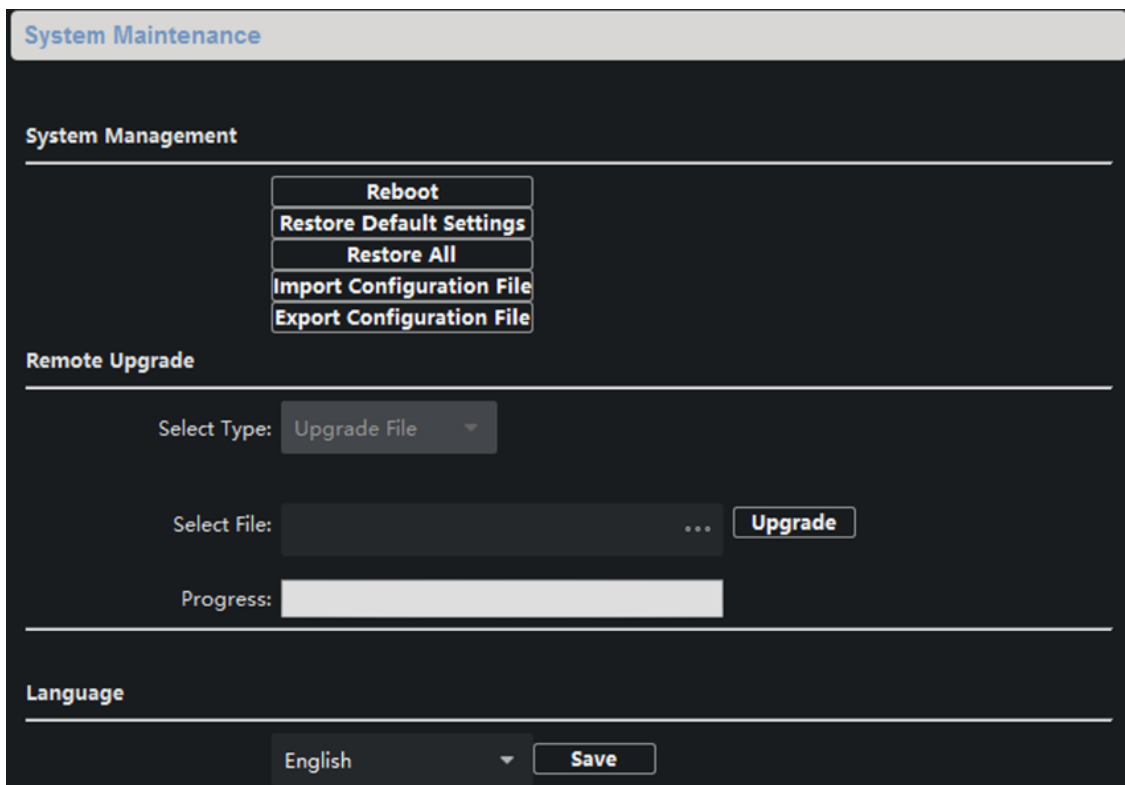 System Maintenance
System Management
Reboot
Restore Default Settings
Restore All
Import Configuration File
Export Configuration File
Remote Upgrade
Select Type: Upgrade File
Select File: ... Upgrade
Progress:
Language
English Save